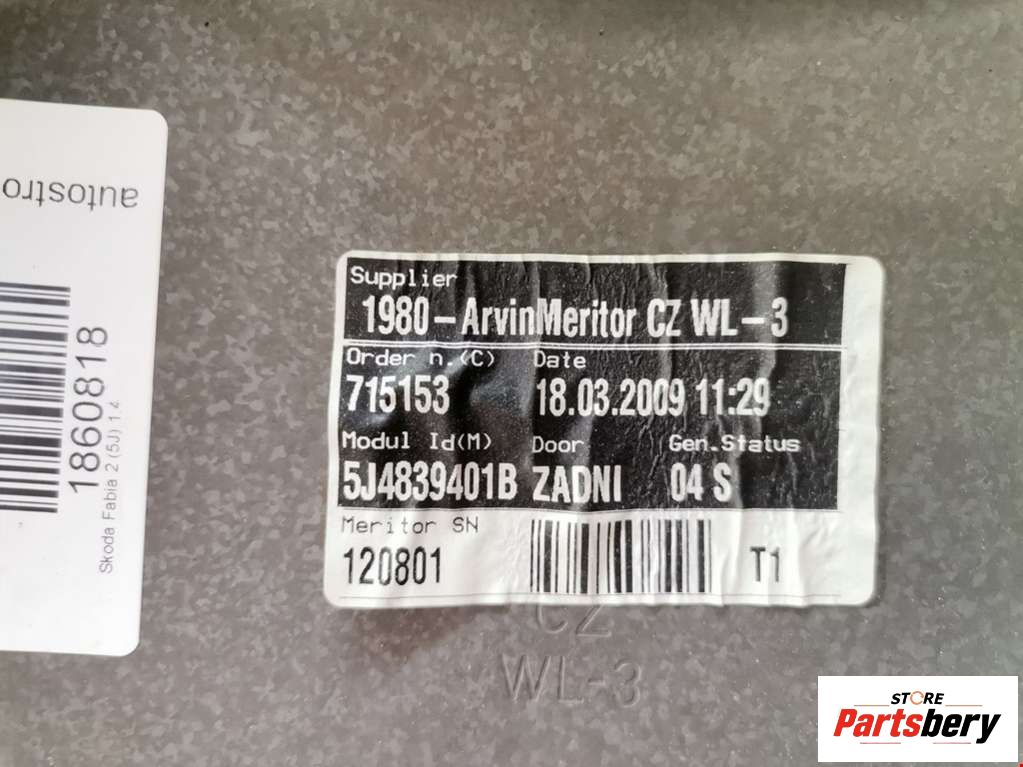 autostro
1860818
Skoda Fabia 2 (5J) 1.4
Supplier
1980-ArvinMeritor CZ WL-3
Order n.(C) Date
715153 18.03.2009 11:29
Modul Id(M) Door Gen.Status
5J4839401B ZADNI 04 S
Meritor SN
120801 T1
CZ
WL-3
STORE
Partsbery